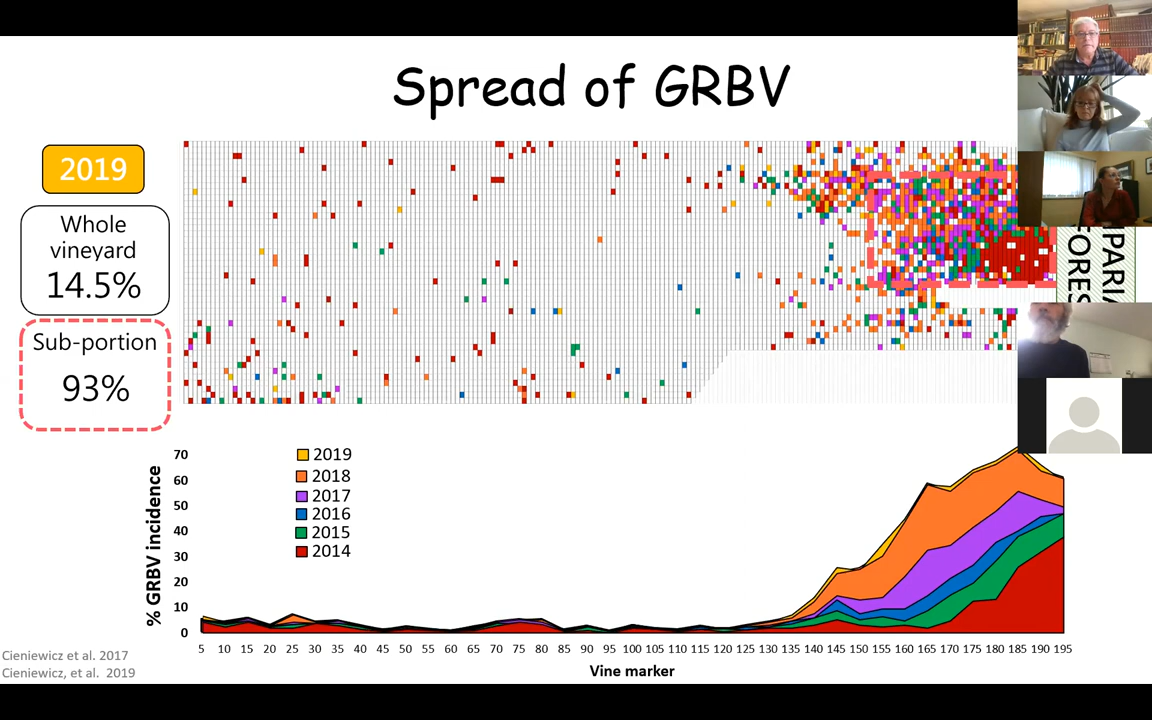 Spread of GRBV
2019
Whole
vineyard
14.5%
Sub-portion
93%
% GRBV incidence
70
60
50
40
30
20
10
0
2019
2018
2017
2016
2015
2014
5 10 15 20 25 30 35 40 45 50 55 60 65 70 75 80 85 90 95 100 105 110 115 120 125 130 135 140 145 150 155 160 165 170 175 180 185 190 195
Vine marker
Cieniewicz et al. 2017
Cieniewicz, et al. 2019